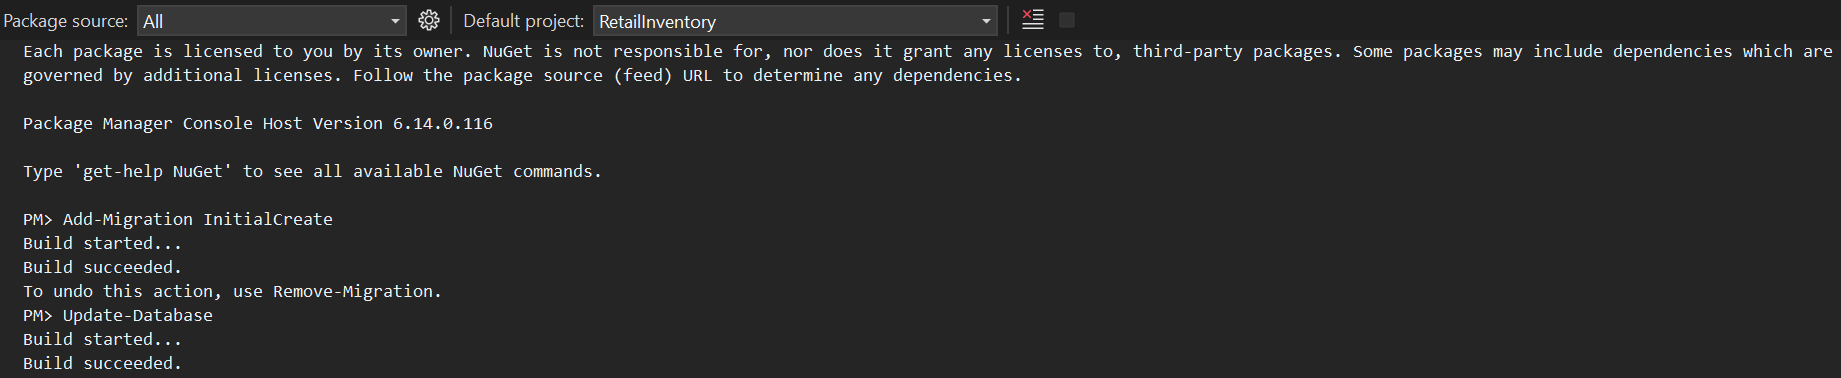 Package source: All Default project: RetailInventory
Each package is licensed to you by its owner. NuGet is not responsible for, nor does it grant any licenses to, third-party packages. Some packages may include dependencies which are
governed by additional licenses. Follow the package source (feed) URL to determine any dependencies.
Package Manager Console Host Version 6.14.0.116
Type 'get-help NuGet' to see all available NuGet commands.
PM> Add-Migration InitialCreate
Build started...
Build succeeded.
To undo this action, use Remove-Migration.
PM> Update-Database
Build started...
Build succeeded.